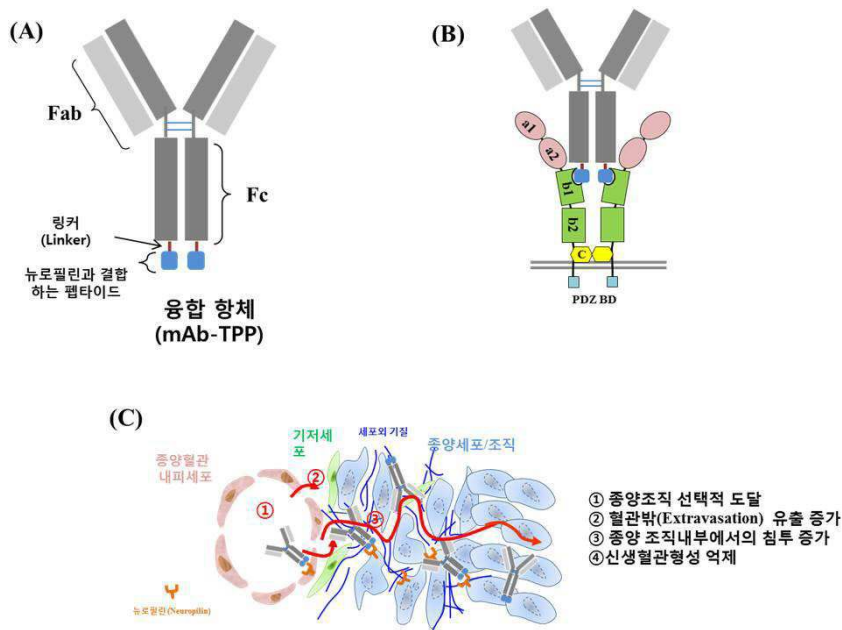 (A)
Fab
Fc
링커
(Linker)
뉴로필린과 결합
하는 펩타이드
융합 항체
(mAb-TPP)
(B)
a1
a2
b1
b2
C
PDZ BD
(C)
종양혈관
내피세포
기저세포
포
세포외 기질
종양세포/조직
①
②
③
뉴로필린(Neuropilin)
① 종양조직 선택적 도달
② 혈관밖(Extravasation) 유출 증가
③ 종양 조직내부에서의 침투 증가
④신생혈관형성 억제